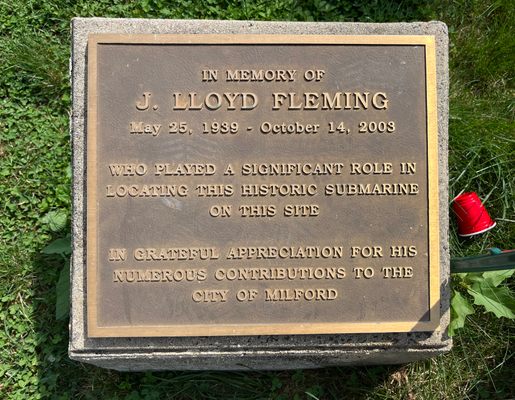 IN MEMORY OF
J. LLOYD FLEMING
May 25, 1939 - October 14, 2003
WHO PLAYED A SIGNIFICANT ROLE IN
LOCATING THIS HISTORIC SUBMARINE
ON THIS SITE
IN GRATEFUL APPRECIATION FOR HIS
NUMEROUS CONTRIBUTIONS TO THE
CITY OF MILFORD